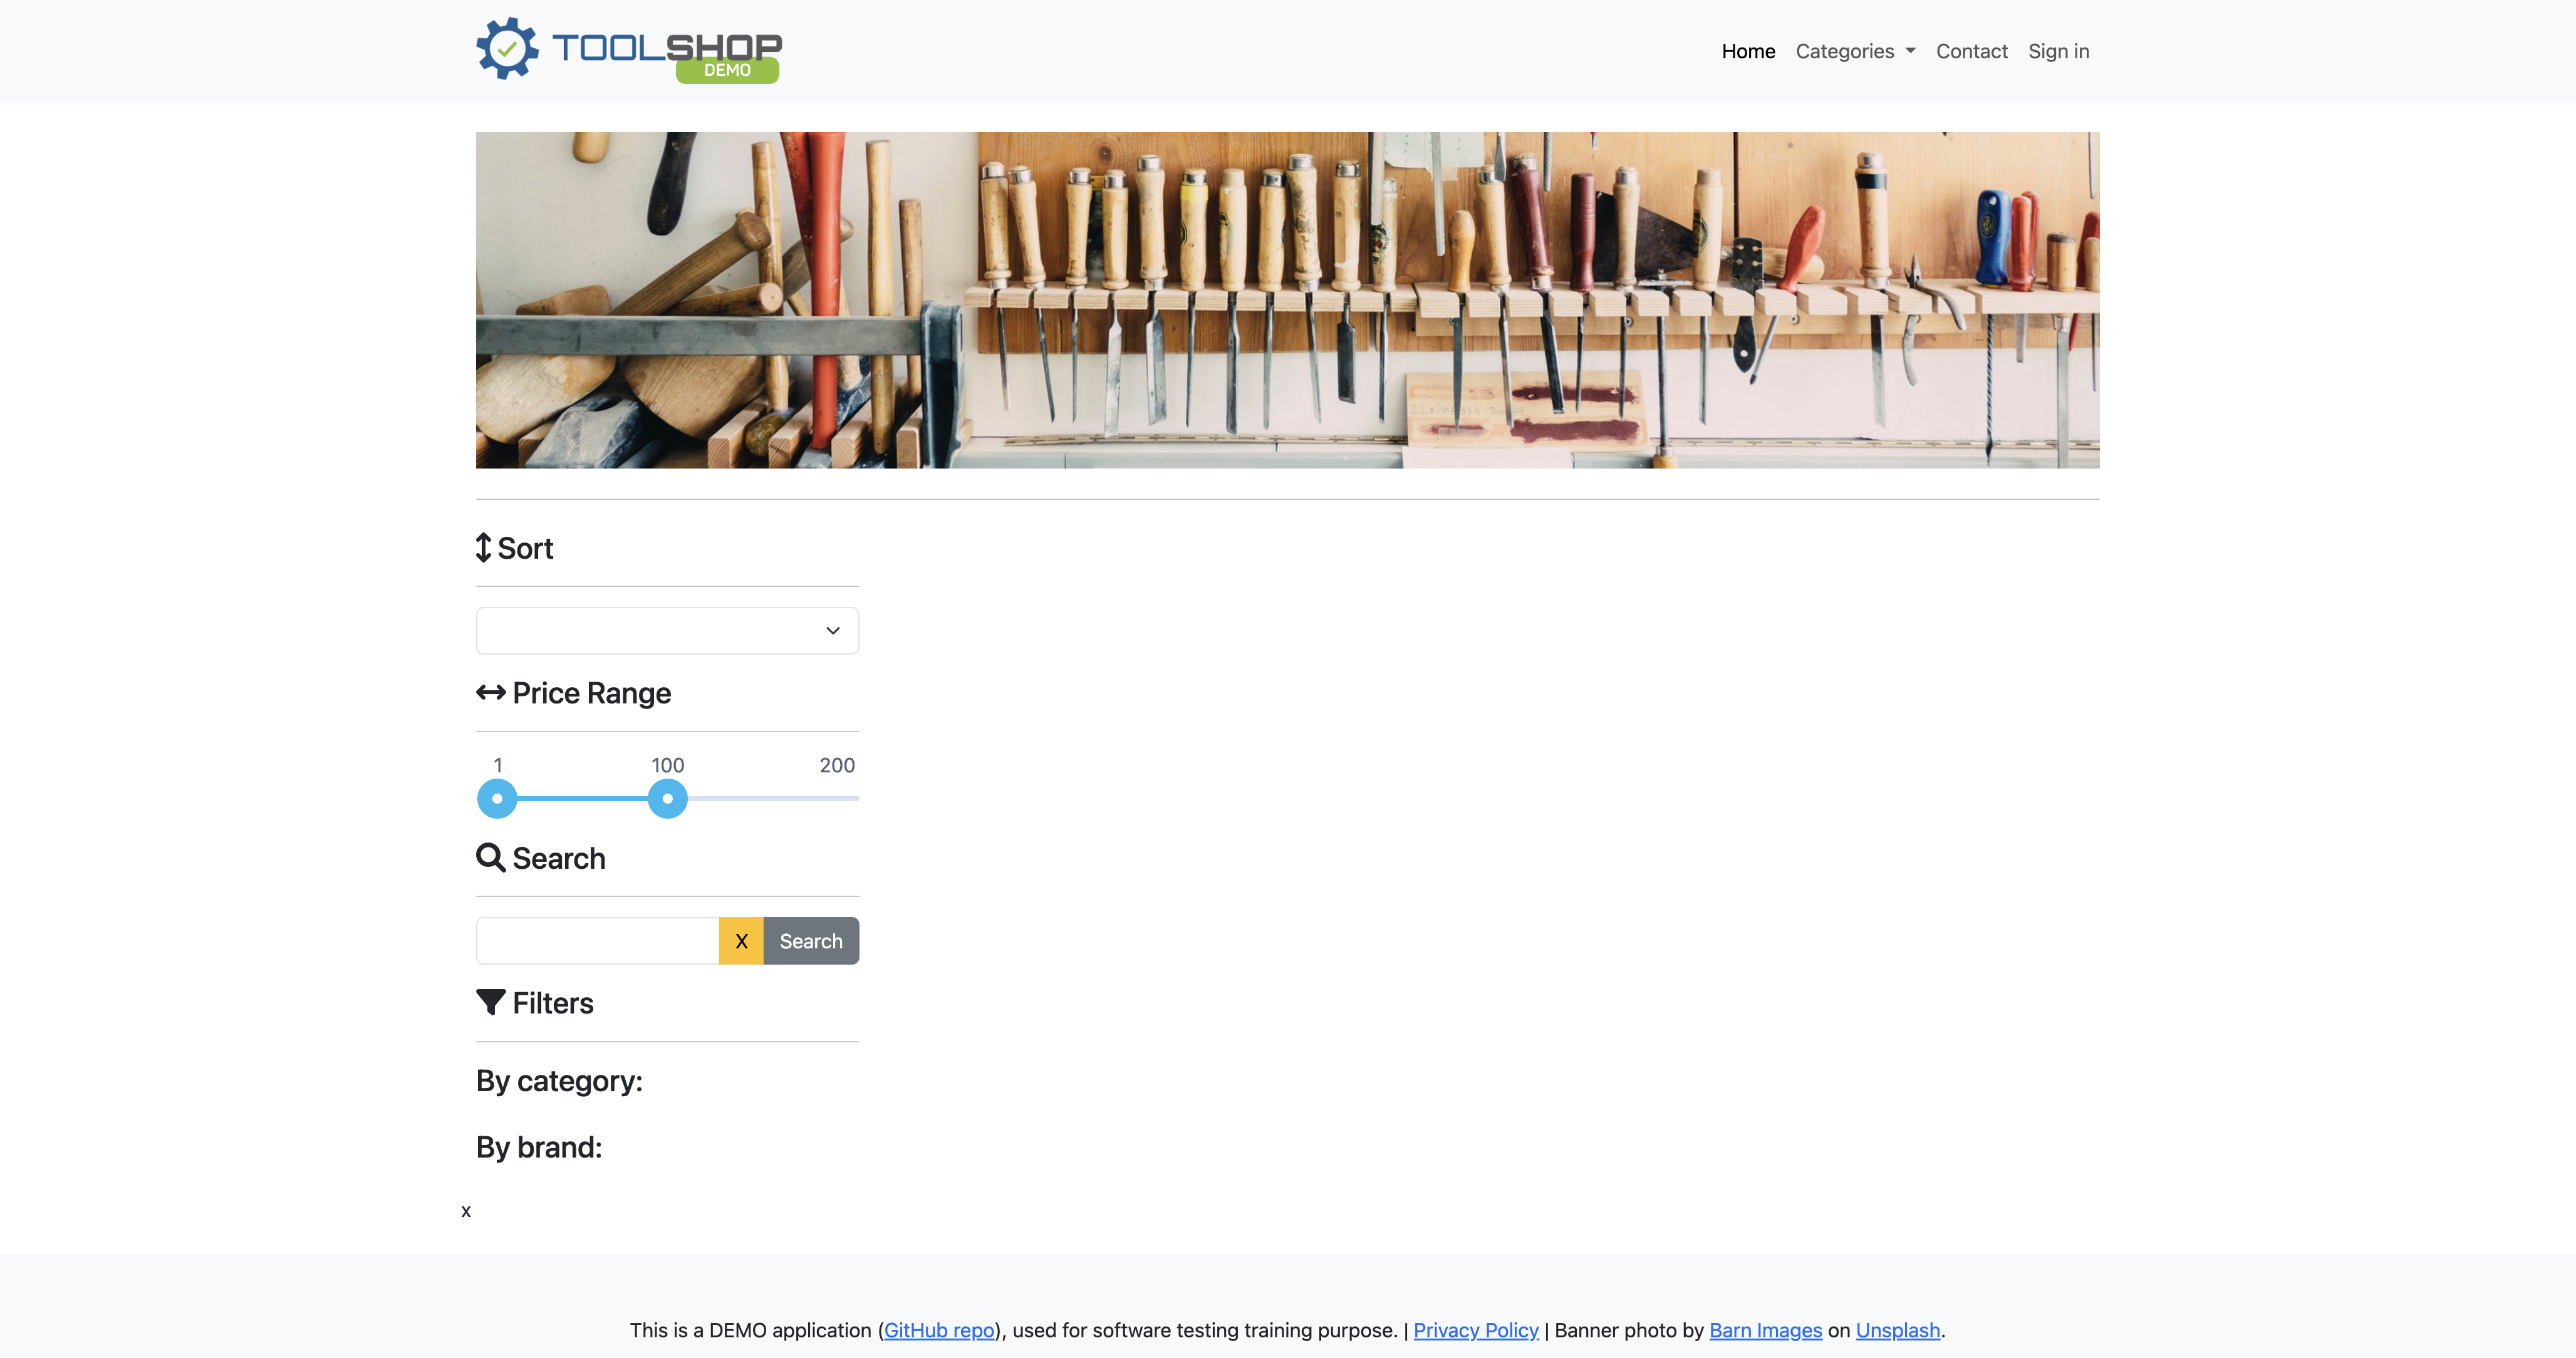 TOOLSHOP
DEMO
Home Categories Contact Sign in
Sort
Price Range
1 100 200
Search
X Search
Filters
By category:
By brand:
x
This is a DEMO application (GitHub repo), used for software testing training purpose. | Privacy Policy | Banner photo by Barn Images on Unsplash.